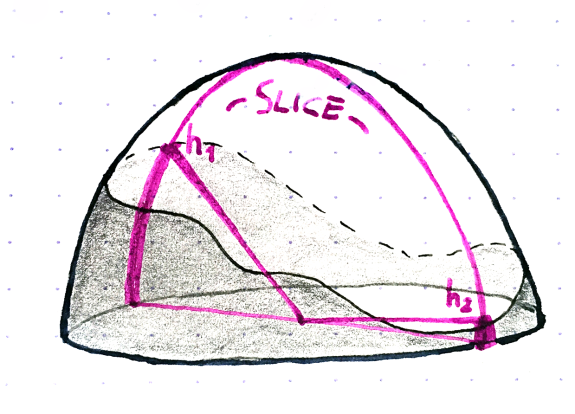 ~ SLICE ~
h1
h2